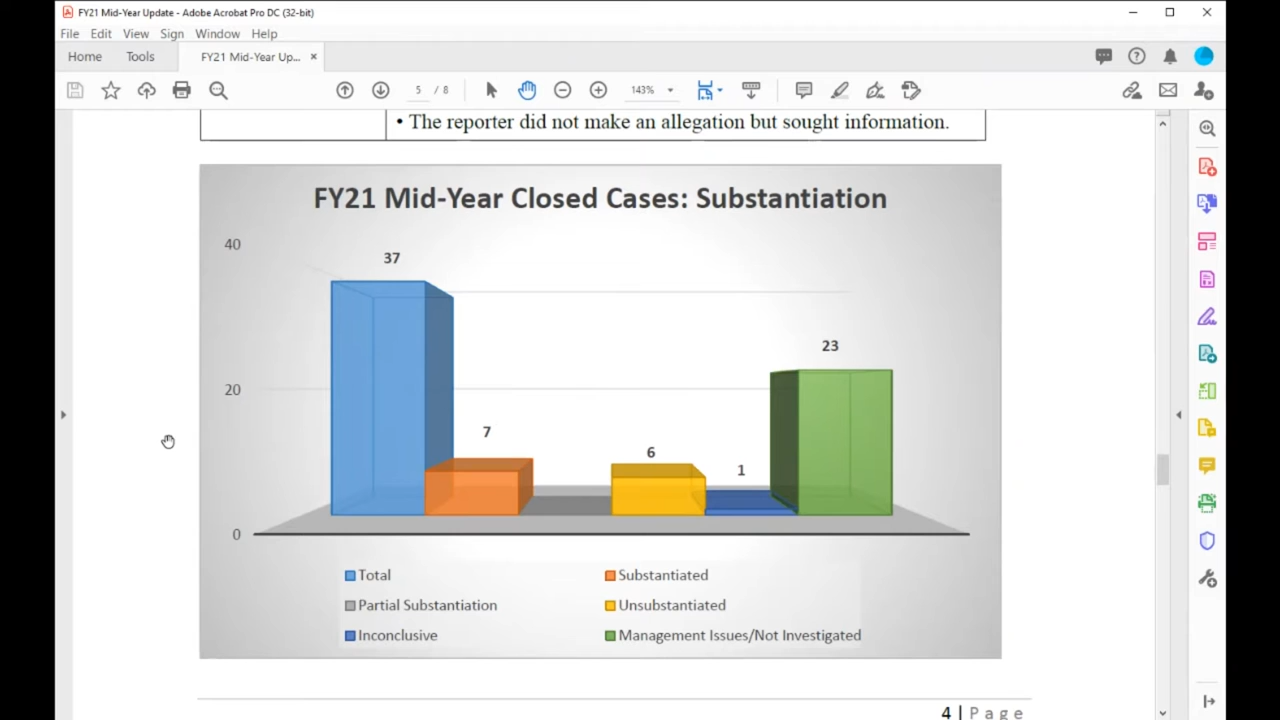 FY21 Mid-Year Update - Adobe Acrobat Pro DC (32-bit)
File Edit View Sign Window Help
Home Tools FY21 Mid-Year Up... ×
5 / 8 143%
• The reporter did not make an allegation but sought information.
FY21 Mid-Year Closed Cases: Substantiation
40
37
23
20
7
6
1
0
Total Substantiated
Partial Substantiation Unsubstantiated
Inconclusive Management Issues/Not Investigated
4 | Page